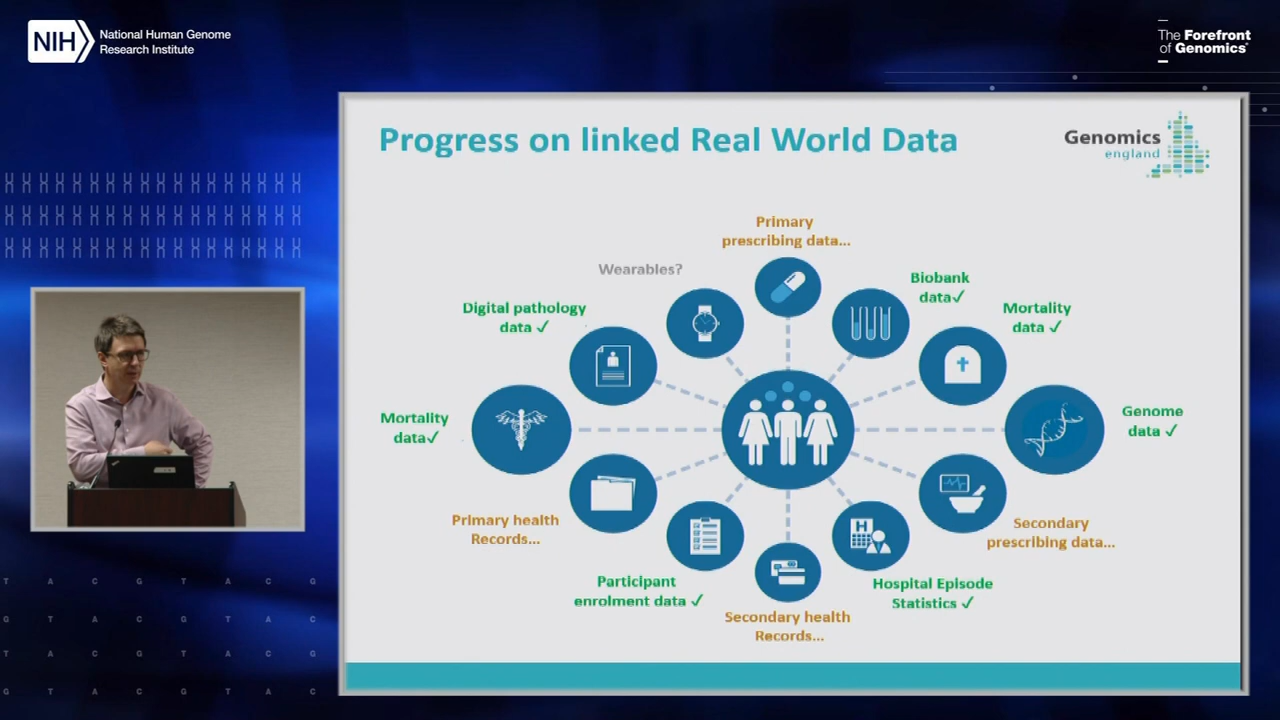 NIH
National Human Genome
Research Institute
The Forefront
of Genomics®
Progress on linked Real World Data
Genomics
england
Primary
prescribing data...
Wearables?
Biobank
data✓
Digital pathology
data ✓
Mortality
data ✓
Mortality
data✓
Genome
data ✓
Primary health
Records...
Secondary
prescribing data...
Participant
enrolment data ✓
Hospital Episode
Statistics ✓
Secondary health
Records...
H
T A C G T A C G
G T A C G T A C
T A C G T A C G
G T A C G T A C